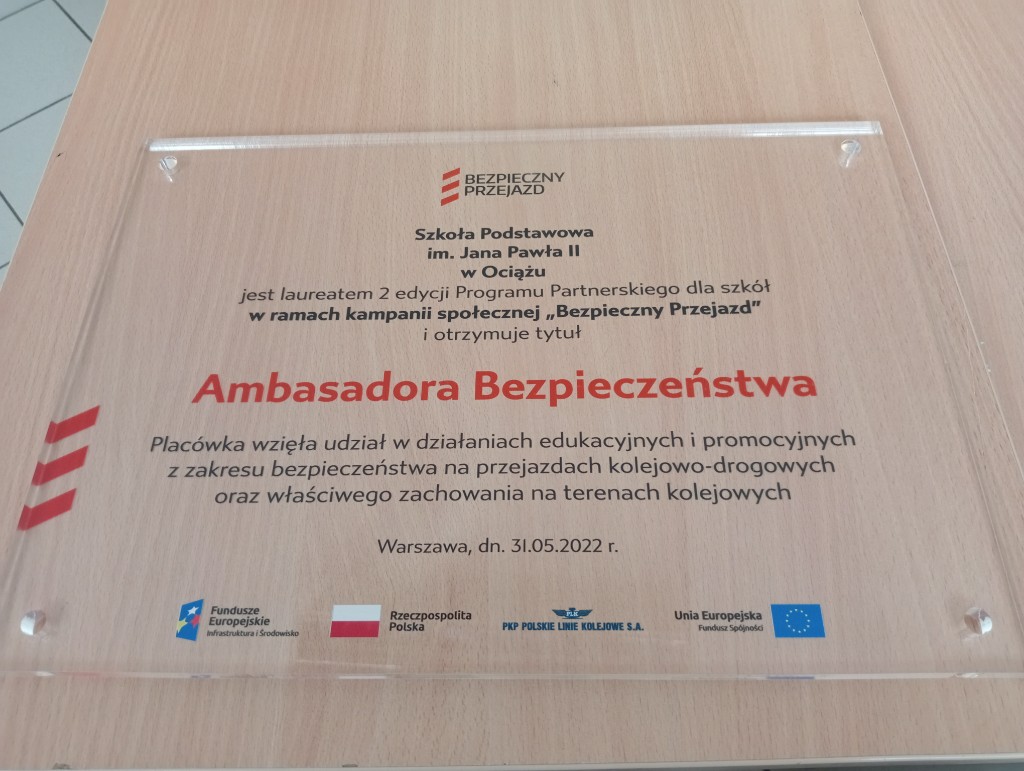 BEZPIECZNY
PRZEJAZD
Szkoła Podstawowa
im. Jana Pawła II
w Ociążu
jest laureatem 2 edycji Programu Partnerskiego dla szkół
w ramach kampanii społecznej „Bezpieczny Przejazd”
i otrzymuje tytuł
Ambasadora Bezpieczeństwa
Placówka wzięła udział w działaniach edukacyjnych i promocyjnych
z zakresu bezpieczeństwa na przejazdach kolejowo-drogowych
oraz właściwego zachowania na terenach kolejowych
Warszawa, dn. 31.05.2022 r.
Fundusze
Europejskie
Infrastruktura i Środowisko
Rzeczpospolita
Polska
PLK
PKP POLSKIE LINIE KOLEJOWE S.A.
Unia Europejska
Fundusz Spójności